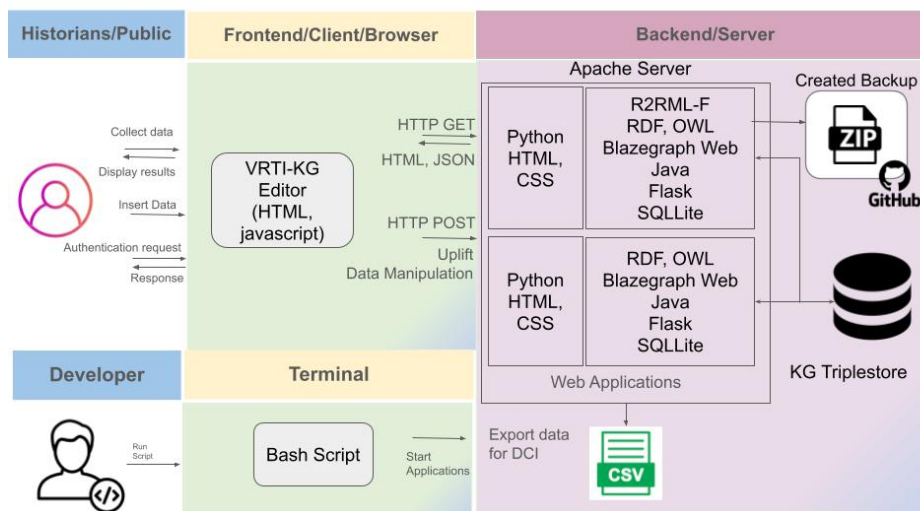 Historians/Public
Frontend/Client/Browser
Backend/Server
Apache Server
Created Backup
Collect data
Display results
Insert Data
Authentication request
Response
VRTI-KG
Editor
(HTML,
javascript)
HTTP GET
HTML, JSON
HTTP POST
Uplift
Data Manipulation
Python
HTML,
CSS
R2RML-F
RDF, OWL
Blazegraph Web
Java
Flask
SQLLite
ZIP
GitHub
Python
HTML,
CSS
RDF, OWL
Blazegraph Web
Java
Flask
SQLLite
Web Applications
KG Triplestore
Developer
Terminal
Run
Script
Bash Script
Start
Applications
Export data
for DCI
CSV